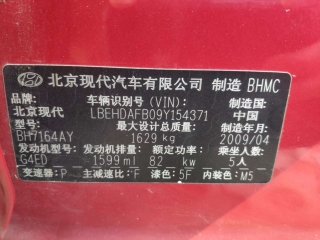 北京现代汽车有限公司 制造 BHMC
品牌: 车辆识别号(VIN): 制造国:
北京现代 LBEHDAFB09Y154371 中国
型号: 最大设计总质量: 制造年月:
BH7164AY 1629 kg 2009/04
发动机型号: 发动机排量: 额定功率: 乘坐人数:
G4ED 1599 ml 82 kw 5人
变速器: P 主减速比: F 漆色: 5F 内装色: M5